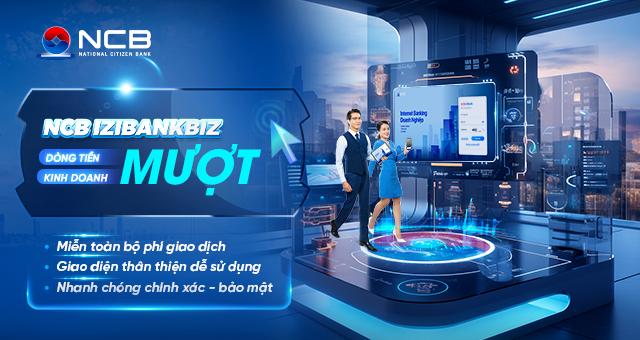 NCB
NATIONAL CITIZEN BANK
NCB IZIBANKBIZ
DÒNG TIỀN
KINH DOANH
MƯỢT
Miễn toàn bộ phí giao dịch
Giao diện thân thiện dễ sử dụng
Nhanh chóng chính xác - bảo mật
Internet Banking
Doanh Nghiệp